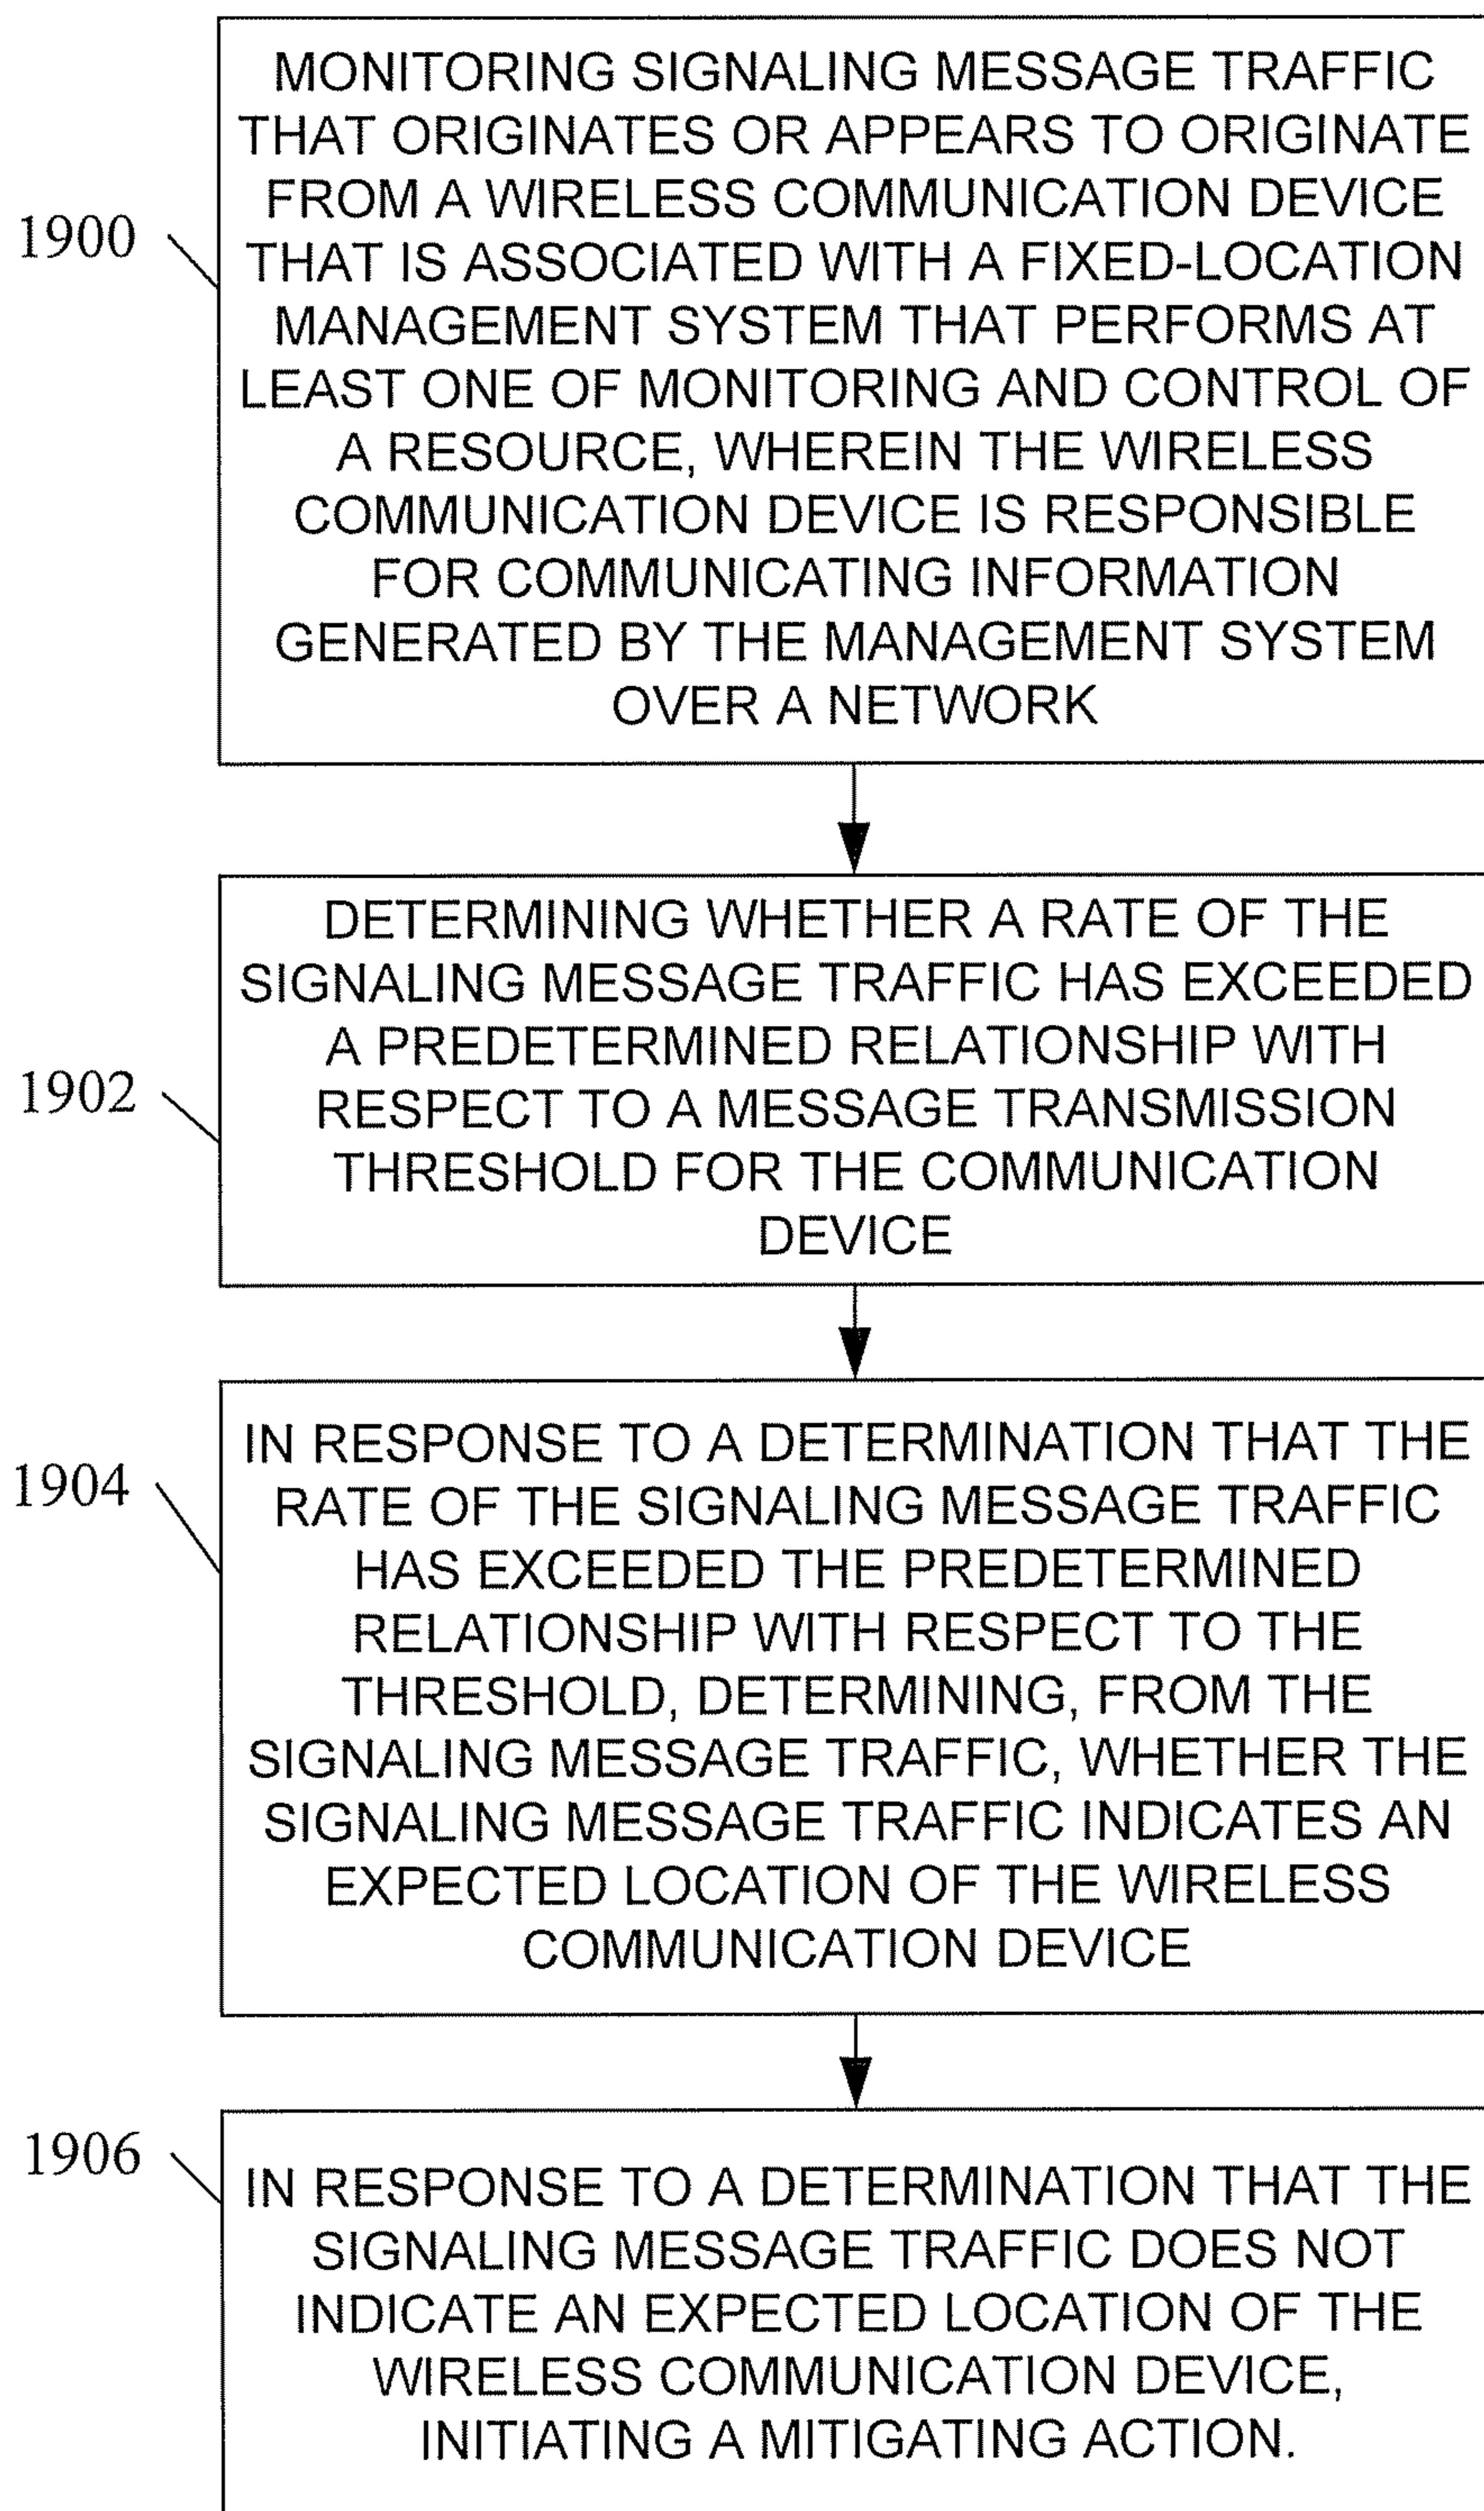 MONITORING SIGNALING MESSAGE TRAFFIC
THAT ORIGINATES OR APPEARS TO ORIGINATE
FROM A WIRELESS COMMUNICATION DEVICE
1900
THAT IS ASSOCIATED WITH A FIXED-LOCATION
MANAGEMENT SYSTEM THAT PERFORMS AT
LEAST ONE OF MONITORING AND CONTROL OF
A RESOURCE, WHEREIN THE WIRELESS
COMMUNICATION DEVICE IS RESPONSIBLE
FOR COMMUNICATING INFORMATION
GENERATED BY THE MANAGEMENT SYSTEM
OVER A NETWORK
DETERMINING WHETHER A RATE OF THE
SIGNALING MESSAGE TRAFFIC HAS EXCEEDED
A PREDETERMINED RELATIONSHIP WITH
1902
RESPECT TO A MESSAGE TRANSMISSION
THRESHOLD FOR THE COMMUNICATION
DEVICE
IN RESPONSE TO A DETERMINATION THAT THE
1904
RATE OF THE SIGNALING MESSAGE TRAFFIC
HAS EXCEEDED THE PREDETERMINED
RELATIONSHIP WITH RESPECT TO THE
THRESHOLD, DETERMINING, FROM THE
SIGNALING MESSAGE TRAFFIC, WHETHER THE
SIGNALING MESSAGE TRAFFIC INDICATES AN
EXPECTED LOCATION OF THE WIRELESS
COMMUNICATION DEVICE
1906
IN RESPONSE TO A DETERMINATION THAT THE
SIGNALING MESSAGE TRAFFIC DOES NOT
INDICATE AN EXPECTED LOCATION OF THE
WIRELESS COMMUNICATION DEVICE,
INITIATING A MITIGATING ACTION.